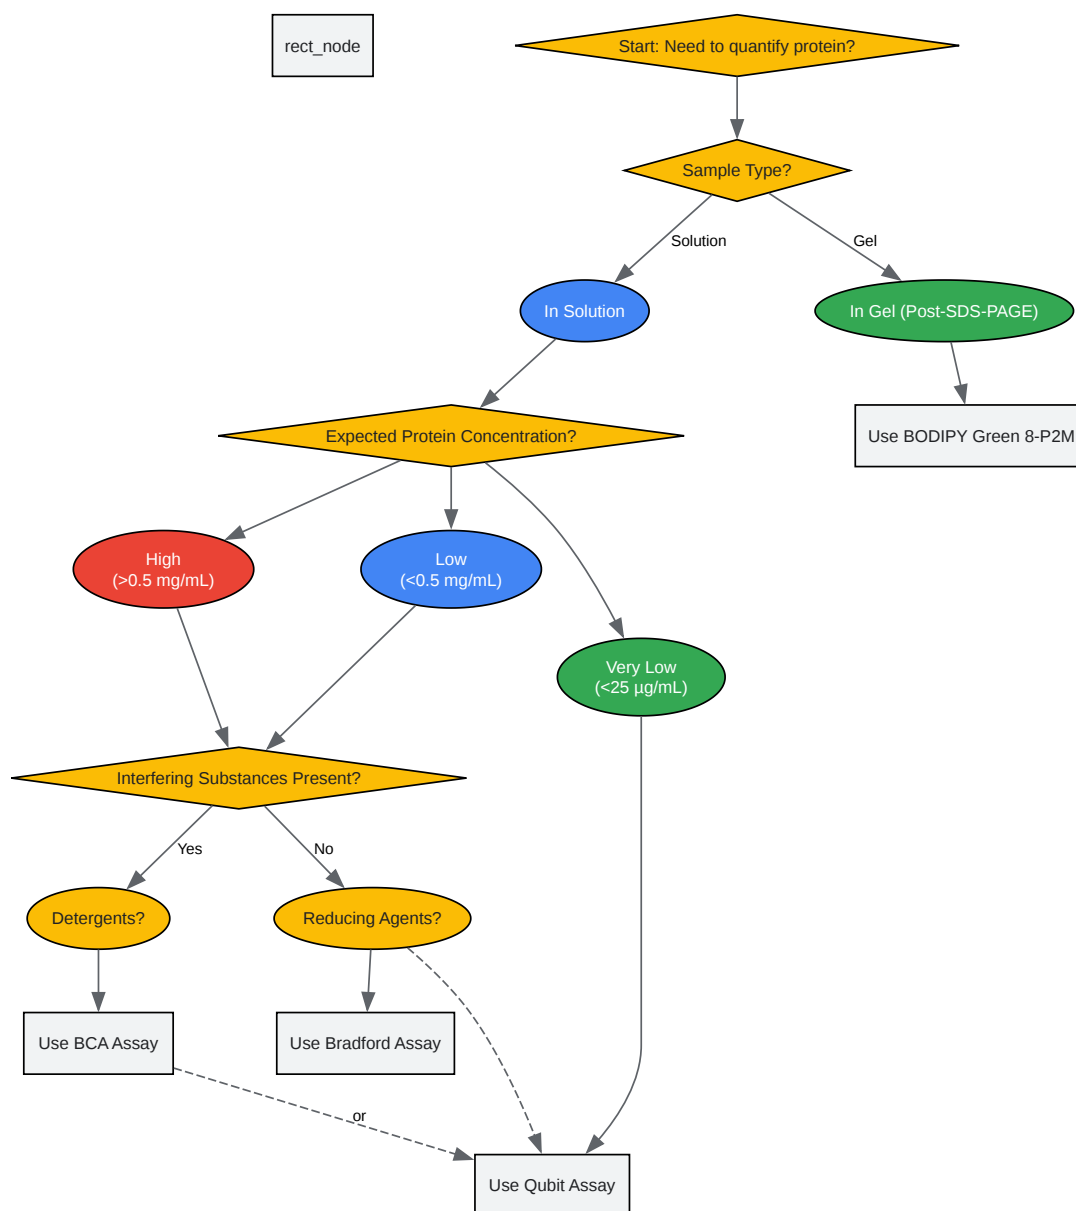 rect_node
Start: Need to quantify protein?
Sample Type?
Solution
Gel
In Solution
In Gel (Post-SDS-PAGE)
Expected Protein Concentration?
Use BODIPY Green 8-P2M
High
(>0.5 mg/mL)
Low
(<0.5 mg/mL)
Very Low
(<25 µg/mL)
Interfering Substances Present?
Yes
No
Detergents?
Reducing Agents?
Use BCA Assay
Use Bradford Assay
or
Use Qubit Assay